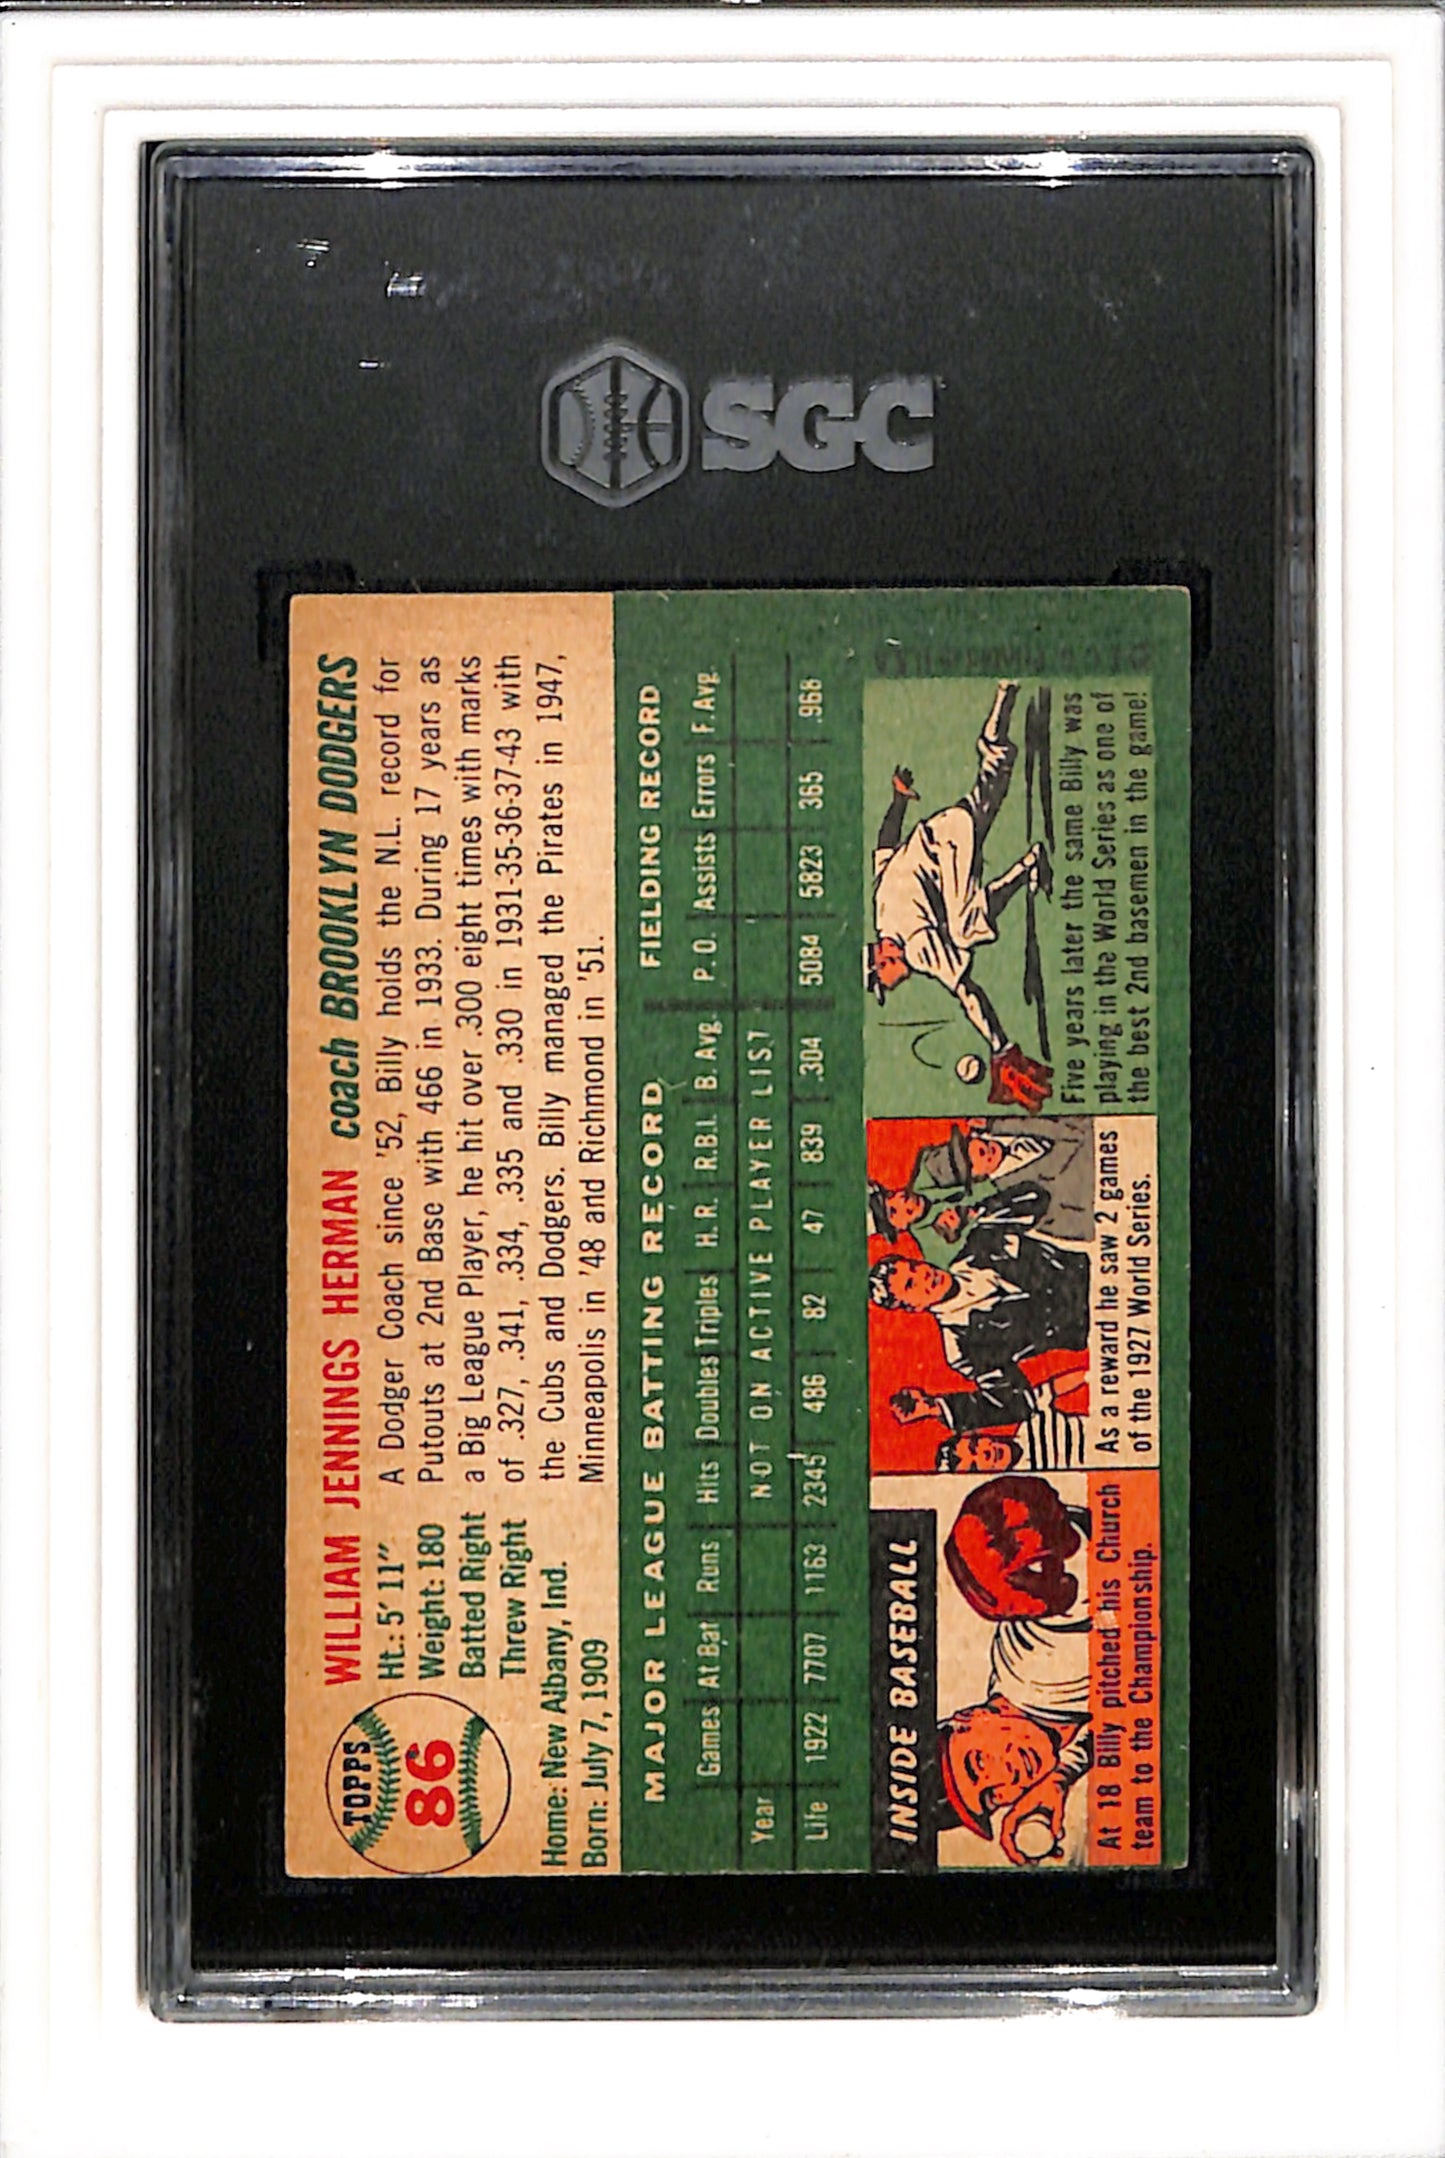 SGC
TOPPS
86
WILLIAM JENNINGS HERMAN coach BROOKLYN DODGERS
Ht.: 5' 11"
Weight: 180
Batted Right
Threw Right
Home: New Albany, Ind.
Born: July 7, 1909
A Dodger Coach since '52, Billy holds the N.L. record for
Putouts at 2nd Base with 466 in 1933. During 17 years as
a Big League Player, he hit over .300 eight times with marks
of .327, .341, .334, .335 and .330 in 1931-35-36-37-43 with
the Cubs and Dodgers. Billy managed the Pirates in 1947,
Minneapolis in '48 and Richmond in '51.
MAJOR LEAGUE BATTING RECORD FIELDING RECORD
Games At Bat Runs Hits Doubles Triples H.R. R.B.I. B. Avg. P.O. Assists Errors F. Avg.
Year NOT ON ACTIVE PLAYER LIST
Life 1922 7707 1163 2345 486 82 47 839 .304 5084 5823 365 .968
INSIDE BASEBALL
At 18 Billy pitched his Church
team to the Championship.
As a reward he saw 2 games
of the 1927 World Series.
Five years later the same Billy was
playing in the World Series as one of
the best 2nd basemen in the game!